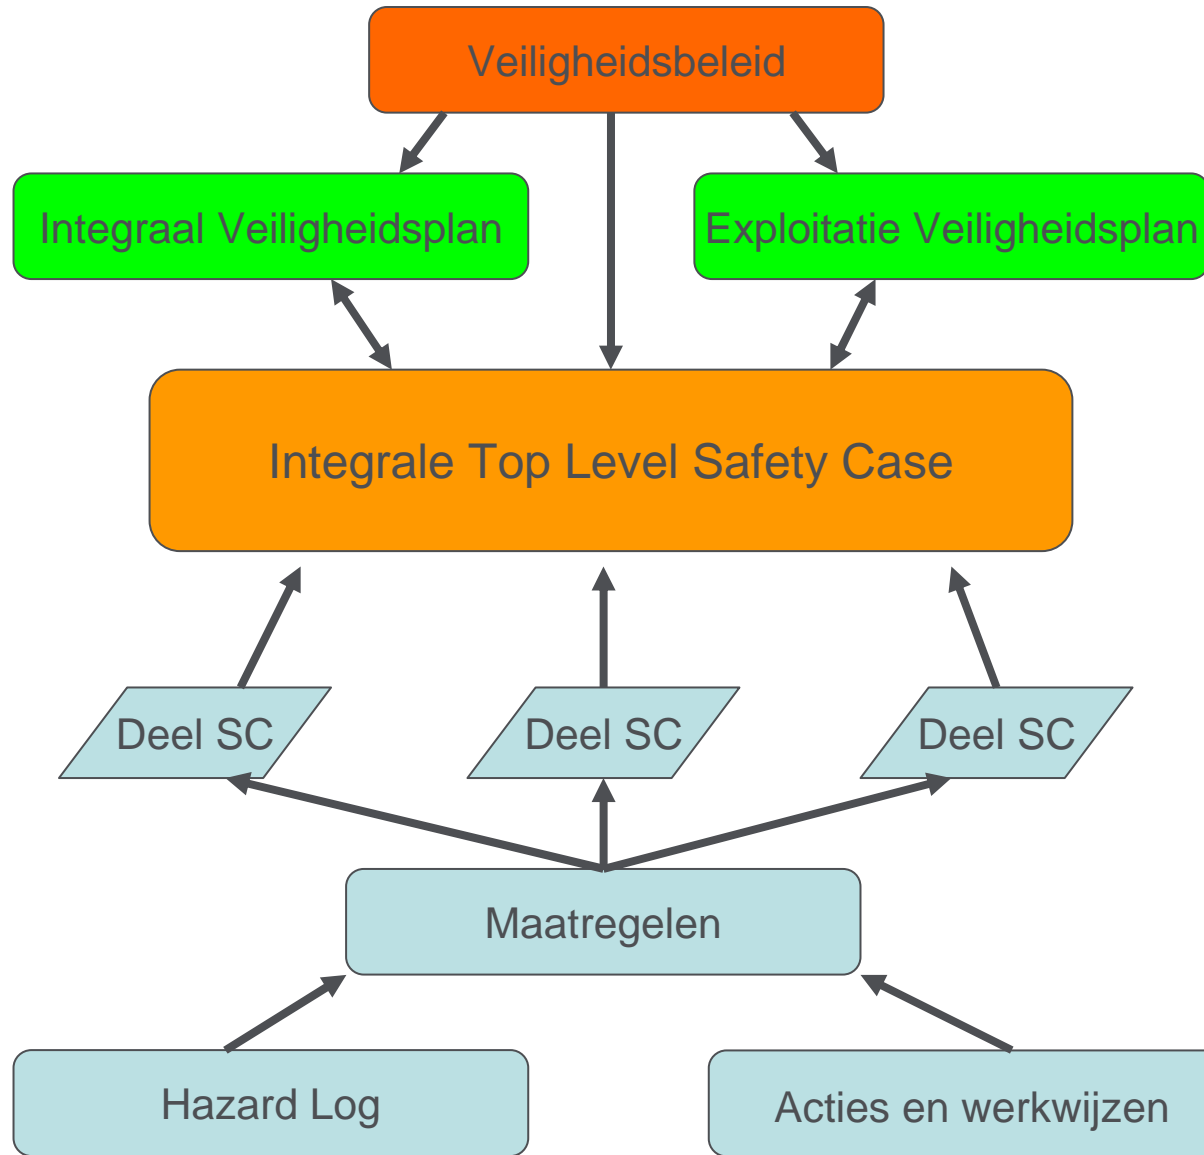 Veiligheidsbeleid
Integraal Veiligheidsplan
Exploitatie Veiligheidsplan
Integrale Top Level Safety Case
Deel SC
Deel SC
Deel SC
Maatregelen
Hazard Log
Acties en werkwijzen